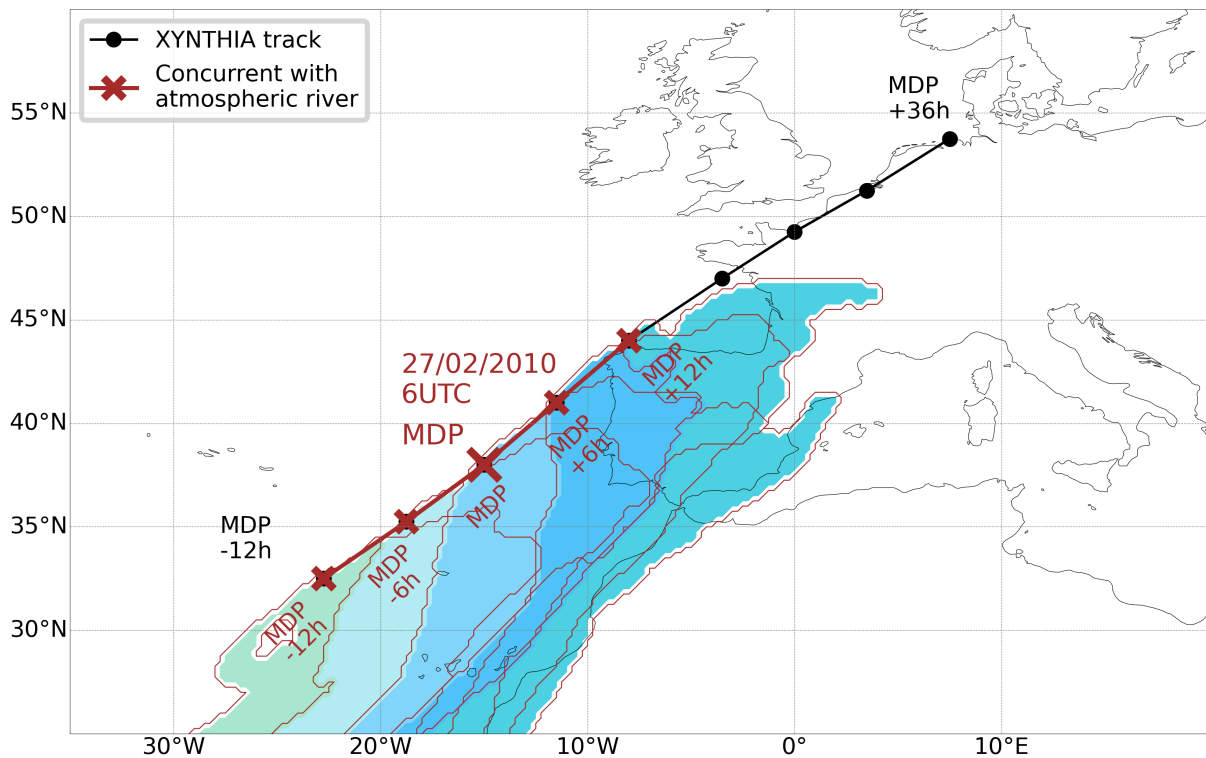 XYNTHIA track
Concurrent with
atmospheric river
MDP
+36h
55°N
50°N
45°N
40°N
35°N
30°N
27/02/2010
6UTC
MDP
MDP
+12h
MDP
+6h
MDP
MDP
-6h
MDP
-12h
MDP
-12h
30°W
20°W
10°W
0°
10°E